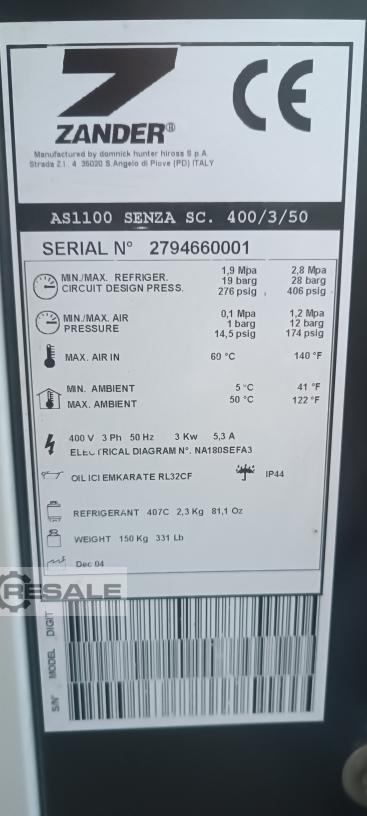 ZANDER®
Manufactured by domnick hunter hiross S.p.A.
Strada Z.I., 4 35020 S.Angelo di Piove (PD) ITALY
CE
AS1100 SENZA SC. 400/3/50
SERIAL N° 2794660001
MIN./MAX. REFRIGER. CIRCUIT DESIGN PRESS. 1,9 Mpa 2,8 Mpa
19 barg 28 barg
276 psig , 406 psig .
MIN./MAX. AIR PRESSURE 0,1 Mpa 1,2 Mpa
1 barg 12 barg
14,5 psig 174 psig
MAX. AIR IN 60 °C 140 °F
MIN. AMBIENT 5 °C 41 °F
MAX. AMBIENT 50 °C 122 °F
400 V 3 Ph 50 Hz 3 Kw 5,3 A
ELECTRICAL DIAGRAM N°. NA180SEFA3
OIL ICI EMKARATE RL32CF IP44
REFRIGERANT 407C 2,3 Kg 81,1 Oz
WEIGHT 150 Kg 331 Lb
Dec 04
RESALE
S/N° MODEL DIGIT